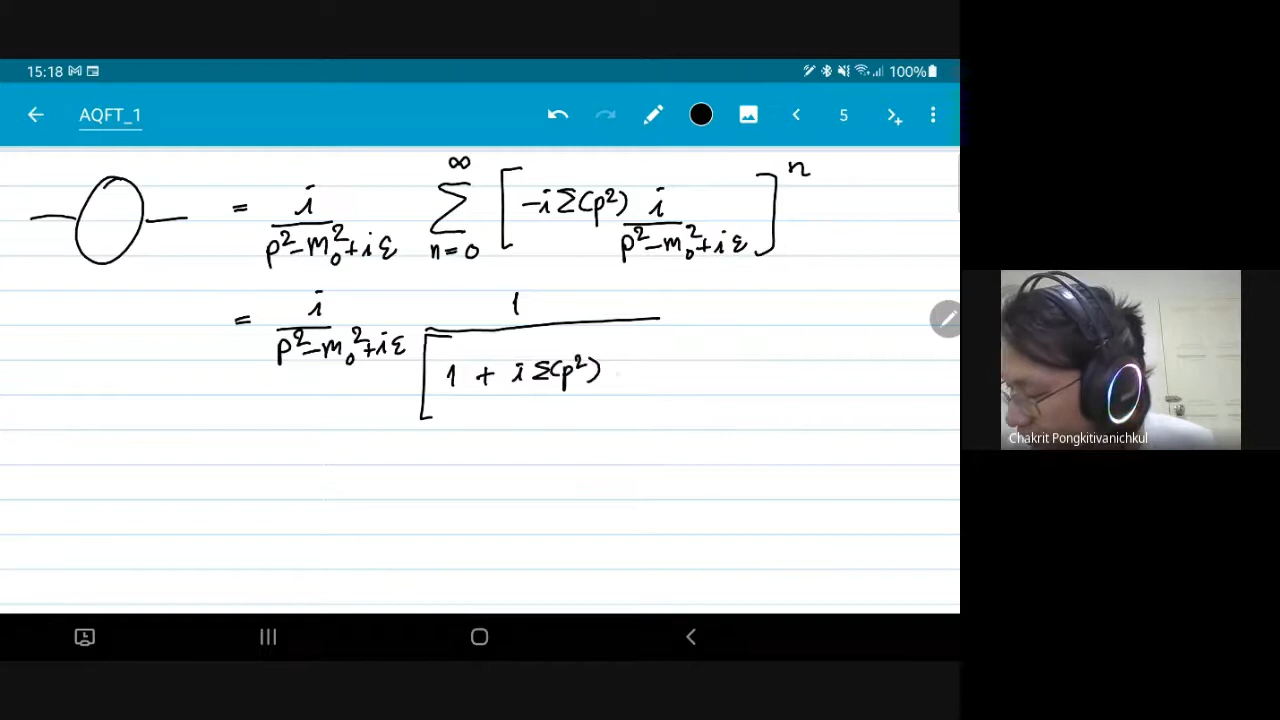 15:18 100%
AQFT_1 5
= i/(p²-m₀²+iε) ∑_{n=0}^{∞} [-iΣ(p²) i/(p²-m₀²+iε)]ⁿ
= i/(p²-m₀²+iε) 1/[1 + iΣ(p²)
Chakrit Pongkitivanichkul